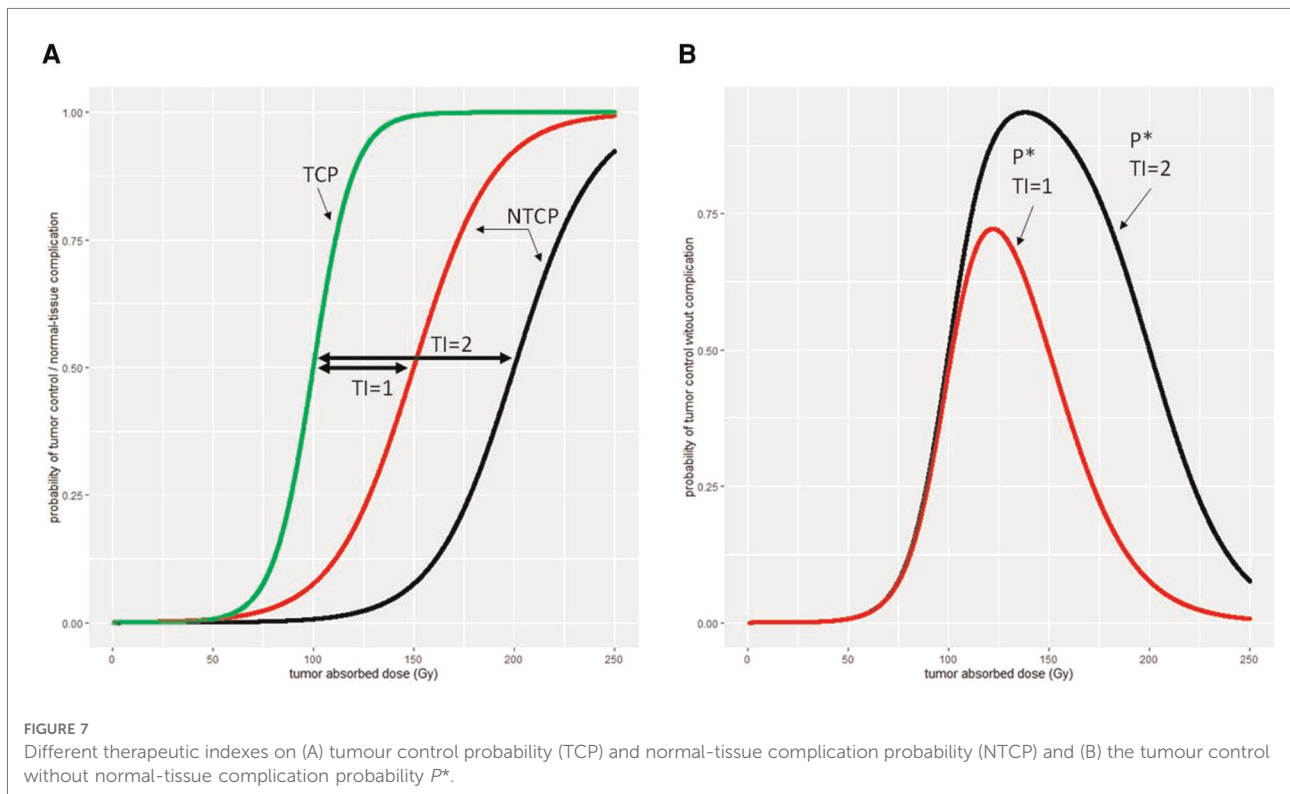 A
B
probability of tumor control / normal-tissue complication
1.00
0.75
0.50
0.25
0.00
TCP
NTCP
TI=2
TI=1
0
50
100
150
200
250
tumor absorbed dose (Gy)
probability of tumor control witout complication
0.75
0.50
0.25
0.00
P*
TI=1
P*
TI=2
0
50
100
150
200
250
tumor absorbed dose (Gy)
FIGURE 7
Different therapeutic indexes on (A) tumour control probability (TCP) and normal-tissue complication probability (NTCP) and (B) the tumour control
without normal-tissue complication probability P*.